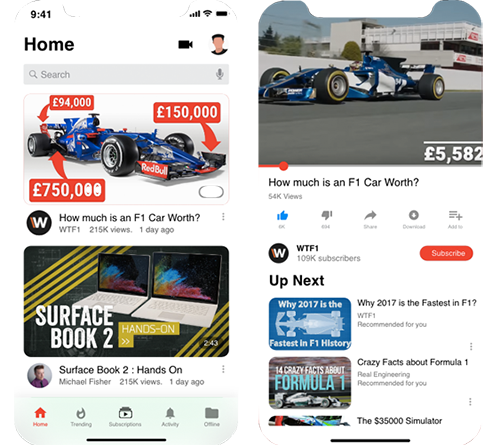 9:41
Home
Search
£94,000
£150,000
RedBull
£750,000
How much is an F1 Car Worth?
WTF1 215K views. 1 day ago
SURFACE
BOOK 2
HANDS-ON
2:43
Surface Book 2 : Hands On
Michael Fisher 215K views. 1 day ago
Home
Trending
Subscriptions
Activity
Offline
£5,582
How much is an F1 Car Worth?
54K Views
6K
694
Share
Download
Add to
WTF1
109K subscribers
Subscribe
Up Next
Why 2017 is the
Fastest in F1 History
Why 2017 is the Fastest in F1?
WTF1
Recommended for you
14 CRAZY FACTS ABOUT
FORMULA 1
Crazy Facts about Formula 1
Real Engineering
Recommended for you
The $35000 Simulator